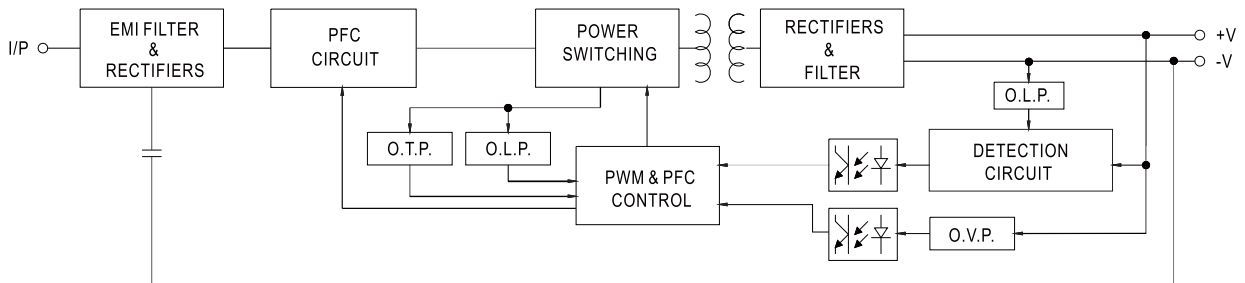 I/P
EMI FILTER
&
RECTIFIERS
PFC
CIRCUIT
POWER
SWITCHING
RECTIFIERS
&
FILTER
+V
-V
O.L.P.
O.T.P.
O.L.P.
PWM & PFC
CONTROL
DETECTION
CIRCUIT
O.V.P.